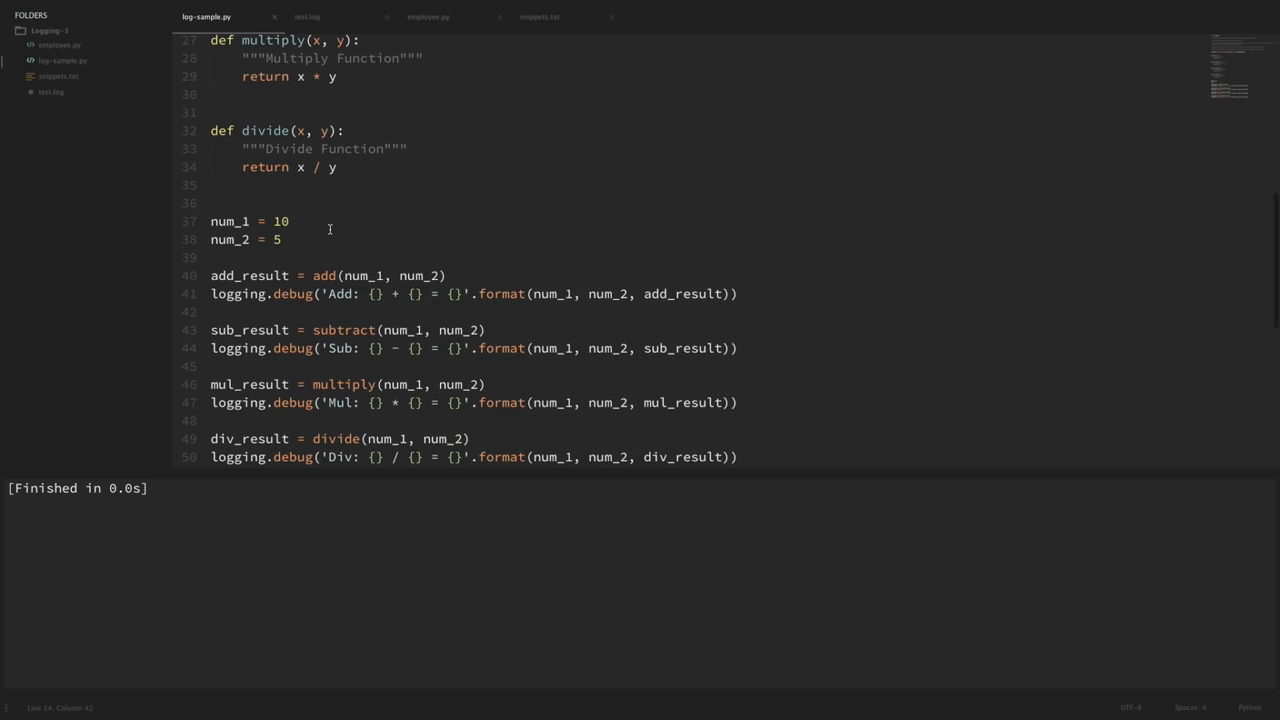 FOLDERS
Logging-1
employee.py
log-sample.py
snippets.txt
test.log
log-sample.py × test.log × employee.py × snippets.txt ×
27 def multiply(x, y):
28     """Multiply Function"""
29     return x * y
30
31
32 def divide(x, y):
33     """Divide Function"""
34     return x / y
35
36
37 num_1 = 10
38 num_2 = 5
39
40 add_result = add(num_1, num_2)
41 logging.debug('Add: {} + {} = {}'.format(num_1, num_2, add_result))
42
43 sub_result = subtract(num_1, num_2)
44 logging.debug('Sub: {} - {} = {}'.format(num_1, num_2, sub_result))
45
46 mul_result = multiply(num_1, num_2)
47 logging.debug('Mul: {} * {} = {}'.format(num_1, num_2, mul_result))
48
49 div_result = divide(num_1, num_2)
50 logging.debug('Div: {} / {} = {}'.format(num_1, num_2, div_result))
[Finished in 0.0s]
Line 14, Column 42
UTF-8 Spaces: 4 Python